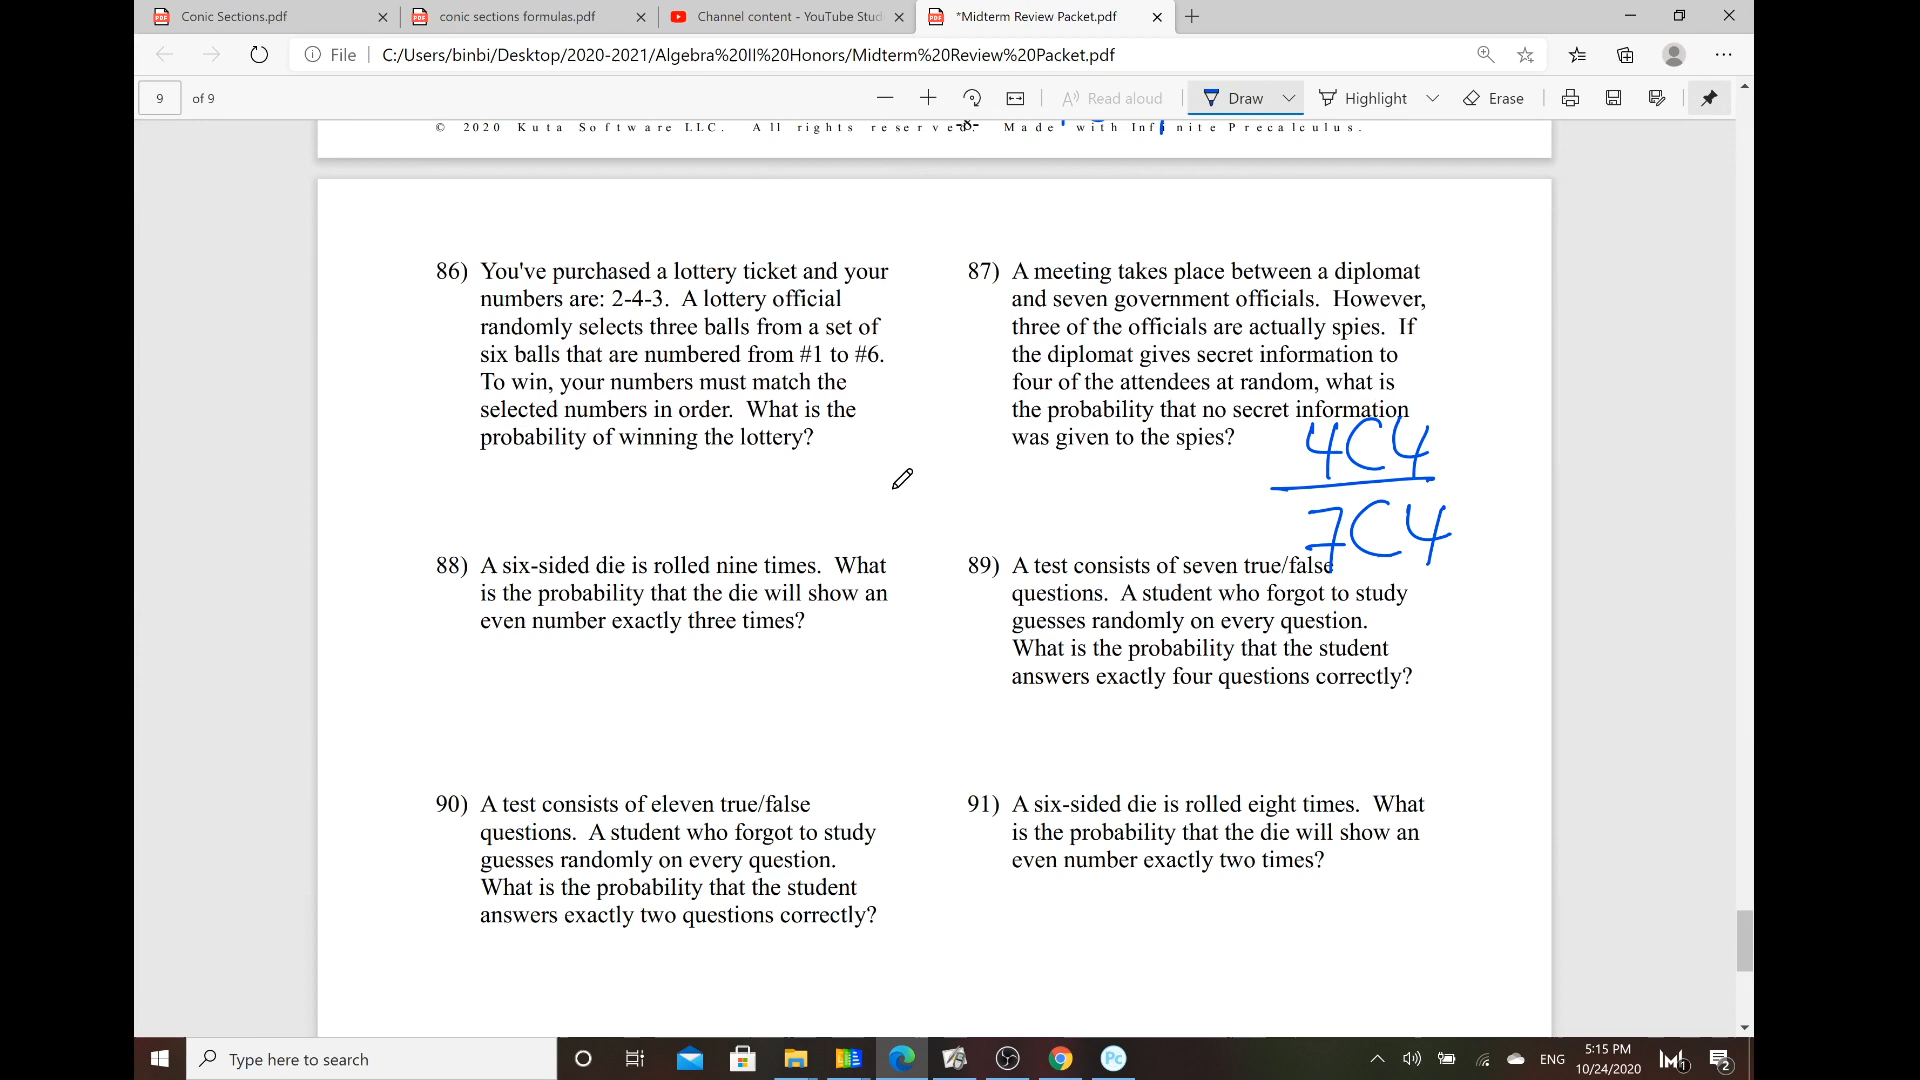 Conic Sections.pdf
conic sections formulas.pdf
Channel content - YouTube Stud
*Midterm Review Packet.pdf
File
C:/Users/binbi/Desktop/2020-2021/Algebra%20II%20Honors/Midterm%20Review%20Packet.pdf
9 of 9
Read aloud
Draw
Highlight
Erase
© 2020 Kuta Software LLC. All rights reserved. Made with Infinite Precalculus.
-8-
86) You've purchased a lottery ticket and your
numbers are: 2-4-3. A lottery official
randomly selects three balls from a set of
six balls that are numbered from #1 to #6.
To win, your numbers must match the
selected numbers in order. What is the
probability of winning the lottery?
87) A meeting takes place between a diplomat
and seven government officials. However,
three of the officials are actually spies. If
the diplomat gives secret information to
four of the attendees at random, what is
the probability that no secret information
was given to the spies?
4C4
7C4
88) A six-sided die is rolled nine times. What
is the probability that the die will show an
even number exactly three times?
89) A test consists of seven true/false
questions. A student who forgot to study
guesses randomly on every question.
What is the probability that the student
answers exactly four questions correctly?
90) A test consists of eleven true/false
questions. A student who forgot to study
guesses randomly on every question.
What is the probability that the student
answers exactly two questions correctly?
91) A six-sided die is rolled eight times. What
is the probability that the die will show an
even number exactly two times?
Type here to search
ENG
5:15 PM
10/24/2020